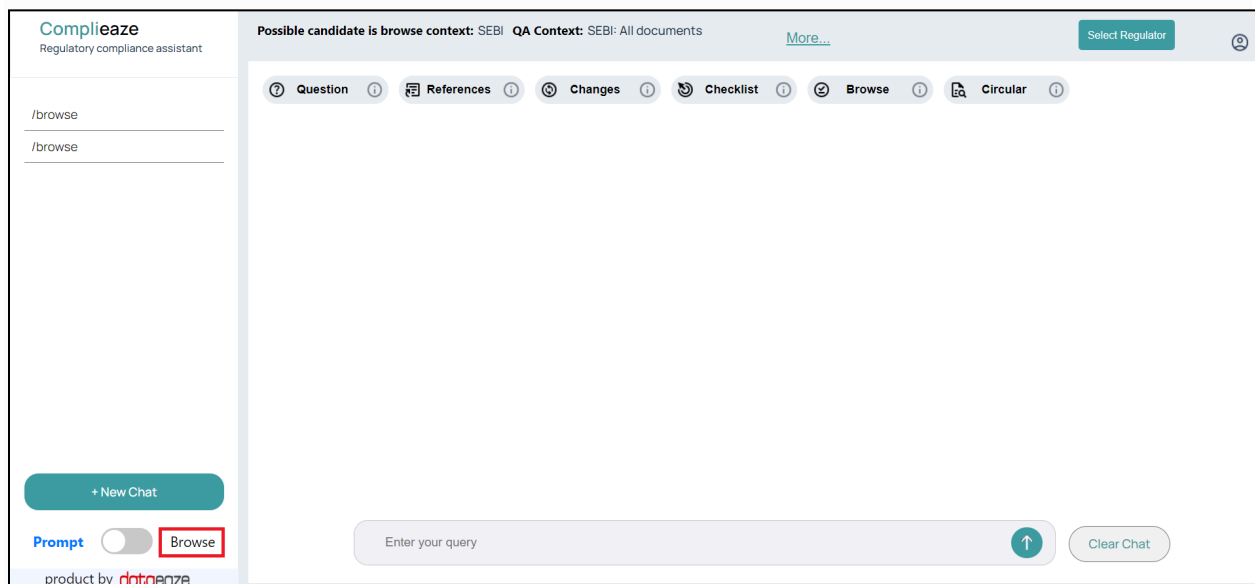 Complieaze
Regulatory compliance assistant
Possible candidate is browse context: SEBI QA Context: SEBI: All documents
More...
Select Regulator
Question
References
Changes
Checklist
Browse
Circular
/browse
/browse
+ New Chat
Prompt
Browse
Enter your query
Clear Chat
product by dataeaze